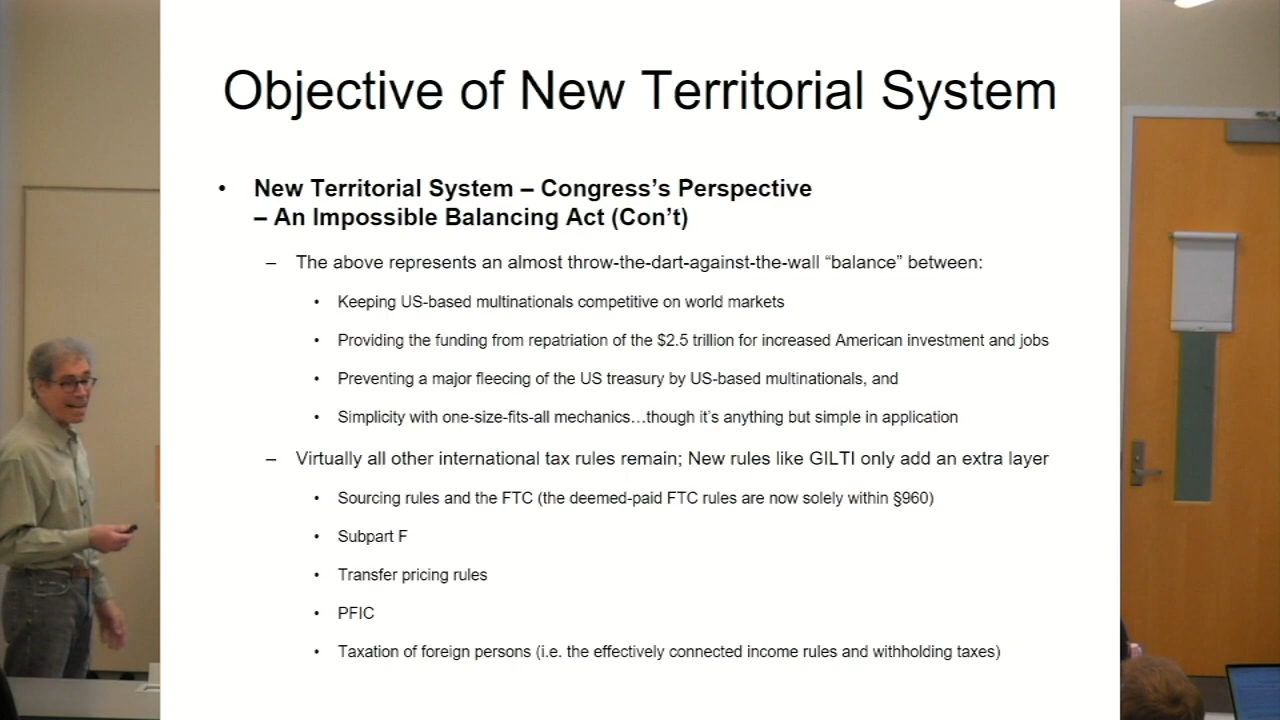 Objective of New Territorial System
• New Territorial System – Congress’s Perspective
– An Impossible Balancing Act (Con’t)
– The above represents an almost throw-the-dart-against-the-wall “balance” between:
• Keeping US-based multinationals competitive on world markets
• Providing the funding from repatriation of the $2.5 trillion for increased American investment and jobs
• Preventing a major fleecing of the US treasury by US-based multinationals, and
• Simplicity with one-size-fits-all mechanics…though it’s anything but simple in application
– Virtually all other international tax rules remain; New rules like GILTI only add an extra layer
• Sourcing rules and the FTC (the deemed-paid FTC rules are now solely within §960)
• Subpart F
• Transfer pricing rules
• PFIC
• Taxation of foreign persons (i.e. the effectively connected income rules and withholding taxes)